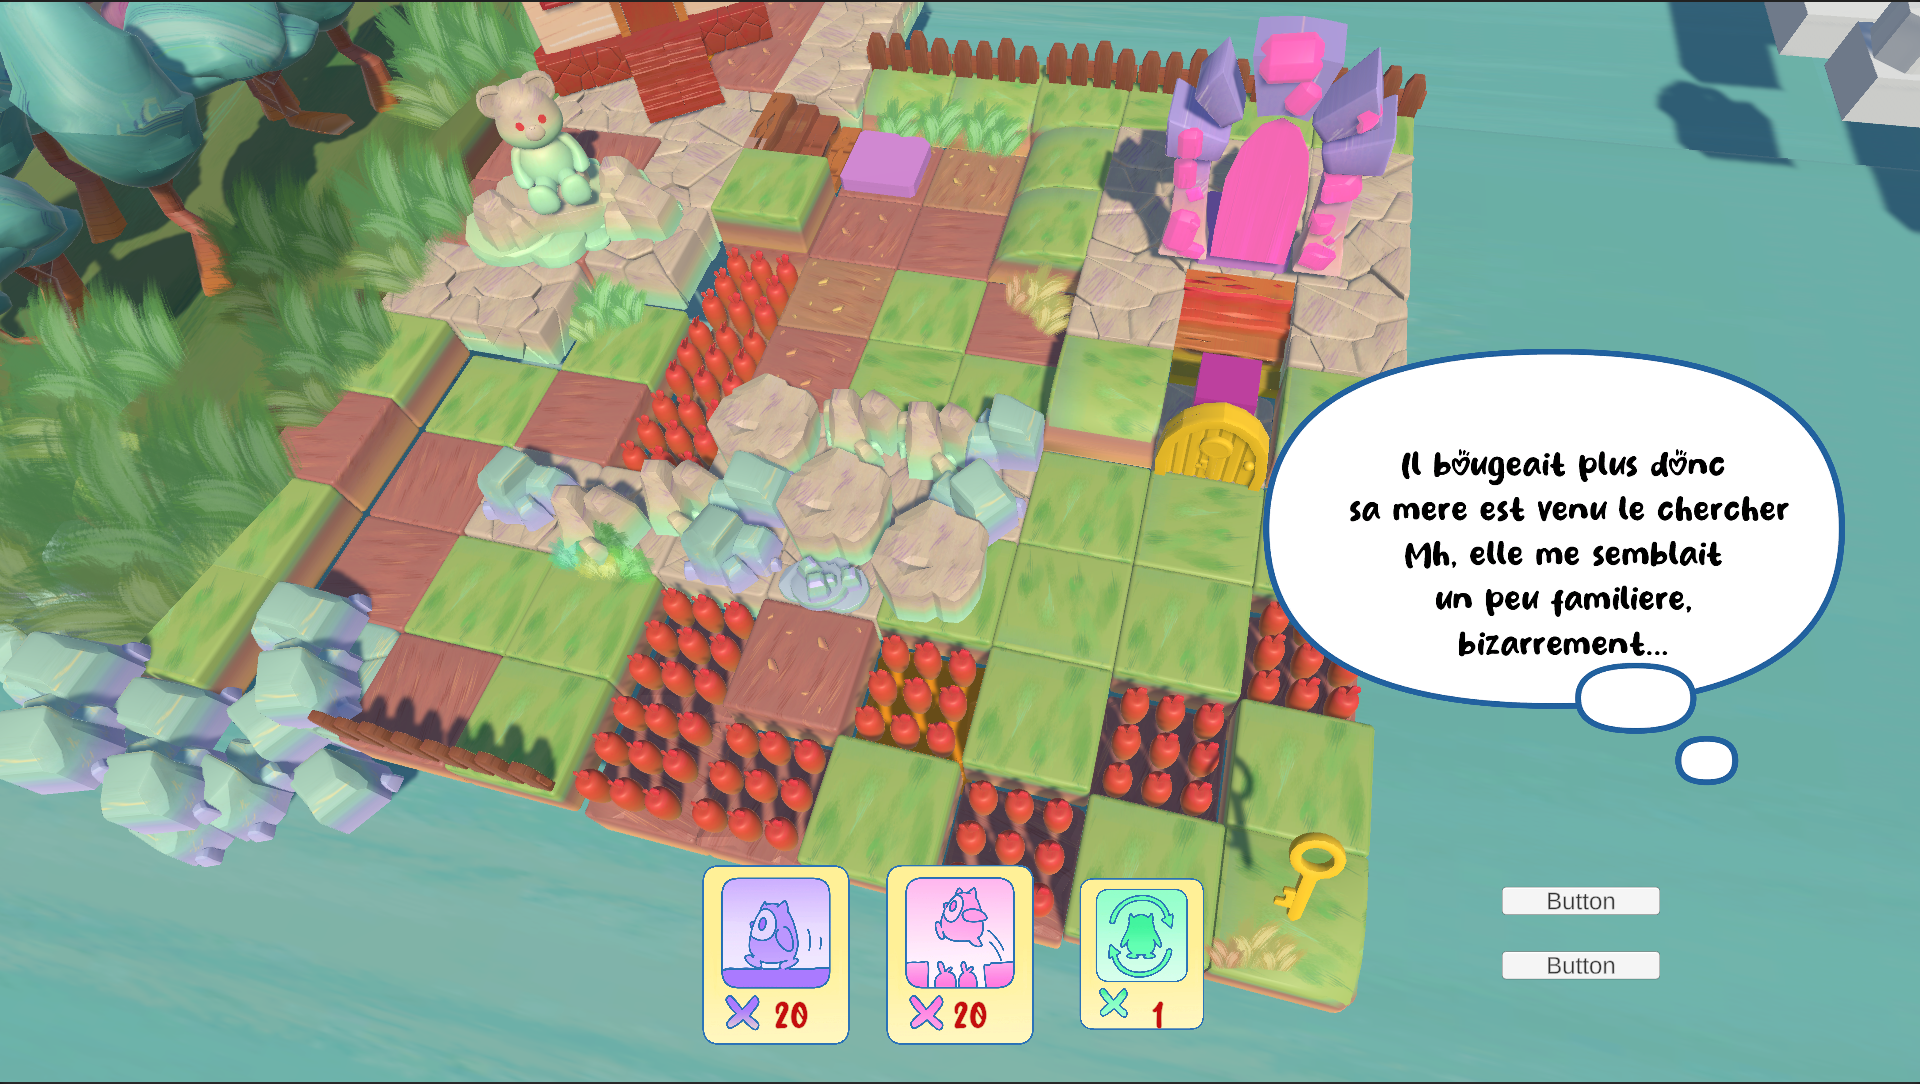 Il bougeait plus donc
sa mere est venu le chercher
Mh, elle me semblait
un peu familiere,
bizarrement...
Button
Button
20
20
1